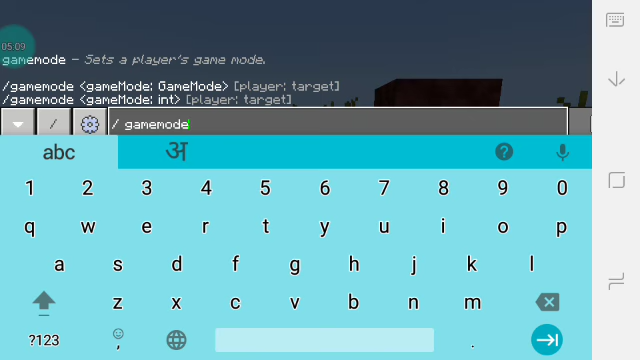 05:09
gamemode - Sets a player's game mode.
/gamemode <gameMode: GameMode> [player: target]
/gamemode <gameMode: int> [player: target]
/ / gamemode
abc अ ?
1 2 3 4 5 6 7 8 9 0
q w e r t y u i o p
a s d f g h j k l
z x c v b n m
?123 , .